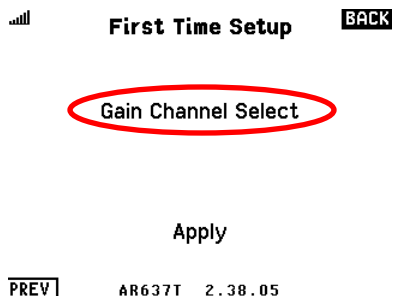 First Time Setup BACK
Gain Channel Select
Apply
PREV AR637T 2.38.05